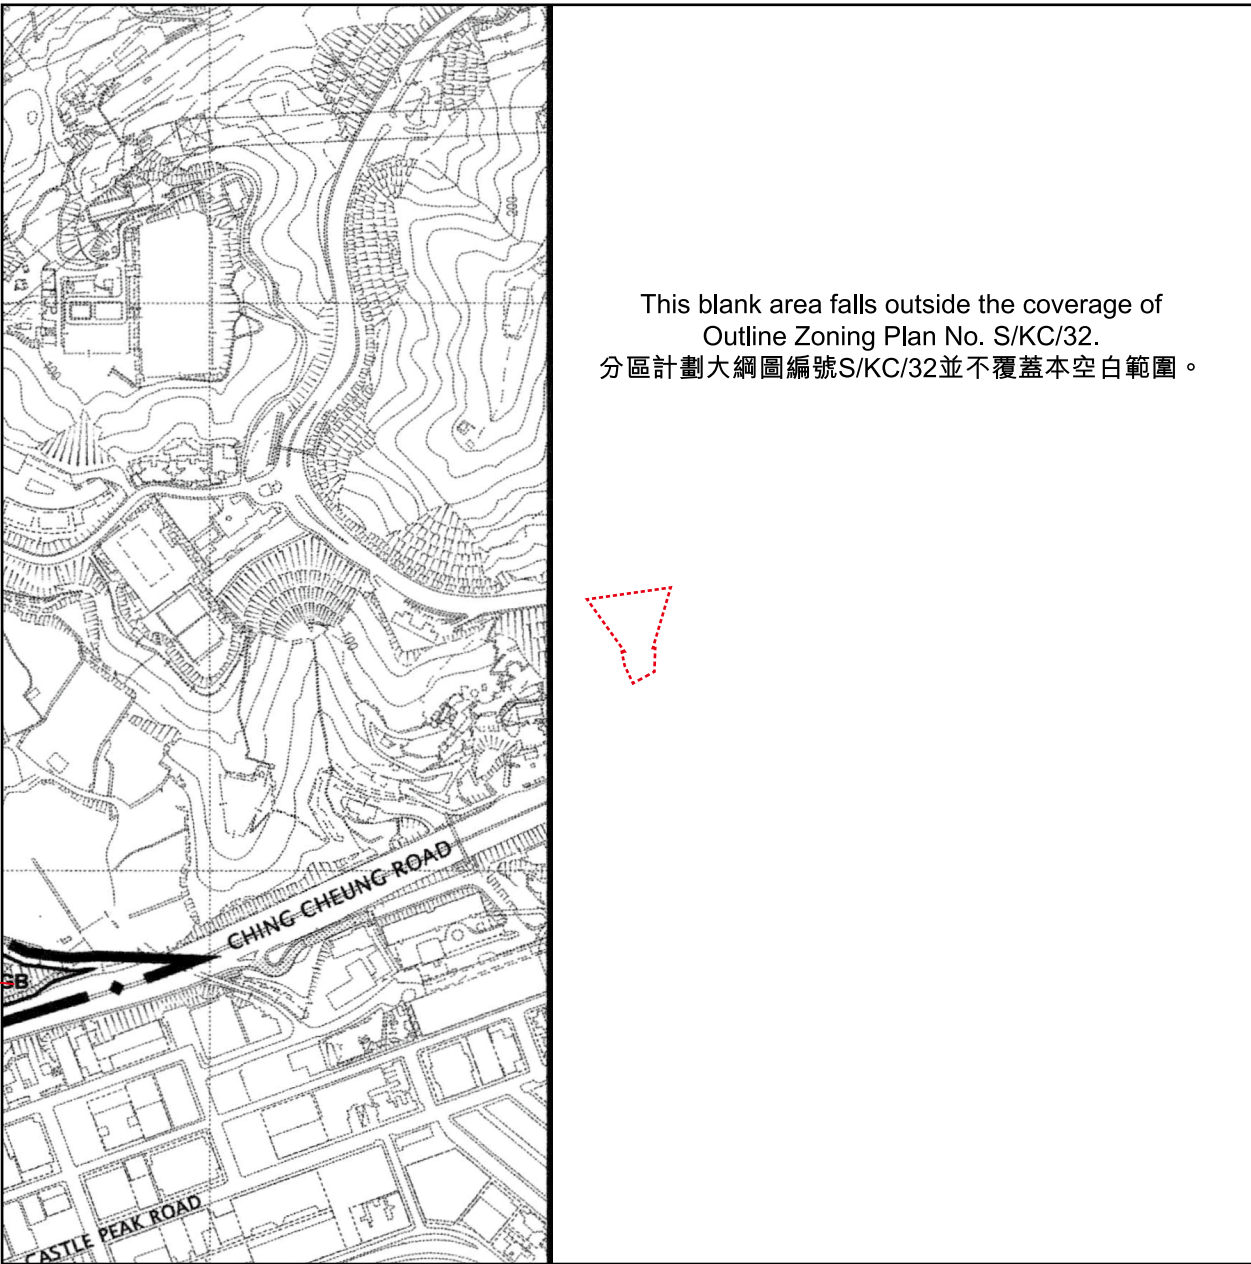 This blank area falls outside the coverage of
Outline Zoning Plan No. S/KC/32.
分區計劃大綱圖編號S/KC/32並不覆蓋本空白範圍。
200
100
CHING CHEUNG ROAD
GB
CASTLE PEAK ROAD